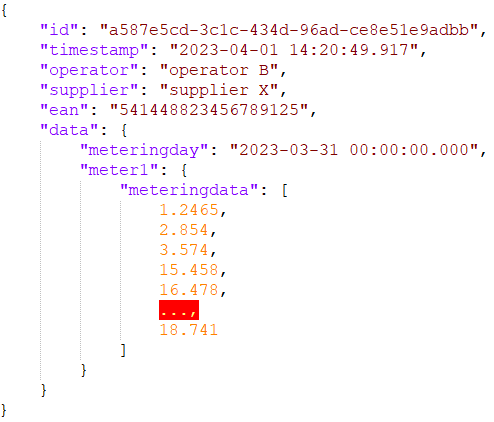 {
"id": "a587e5cd-3c1c-434d-96ad-ce8e51e9adbb",
"timestamp": "2023-04-01 14:20:49.917",
"operator": "operator B",
"supplier": "supplier X",
"ean": "541448823456789125",
"data": {
"meteringday": "2023-03-31 00:00:00.000",
"meter1": {
"meteringdata": [
1.2465,
2.854,
3.574,
15.458,
16.478,
...,
18.741
]
}
}
}